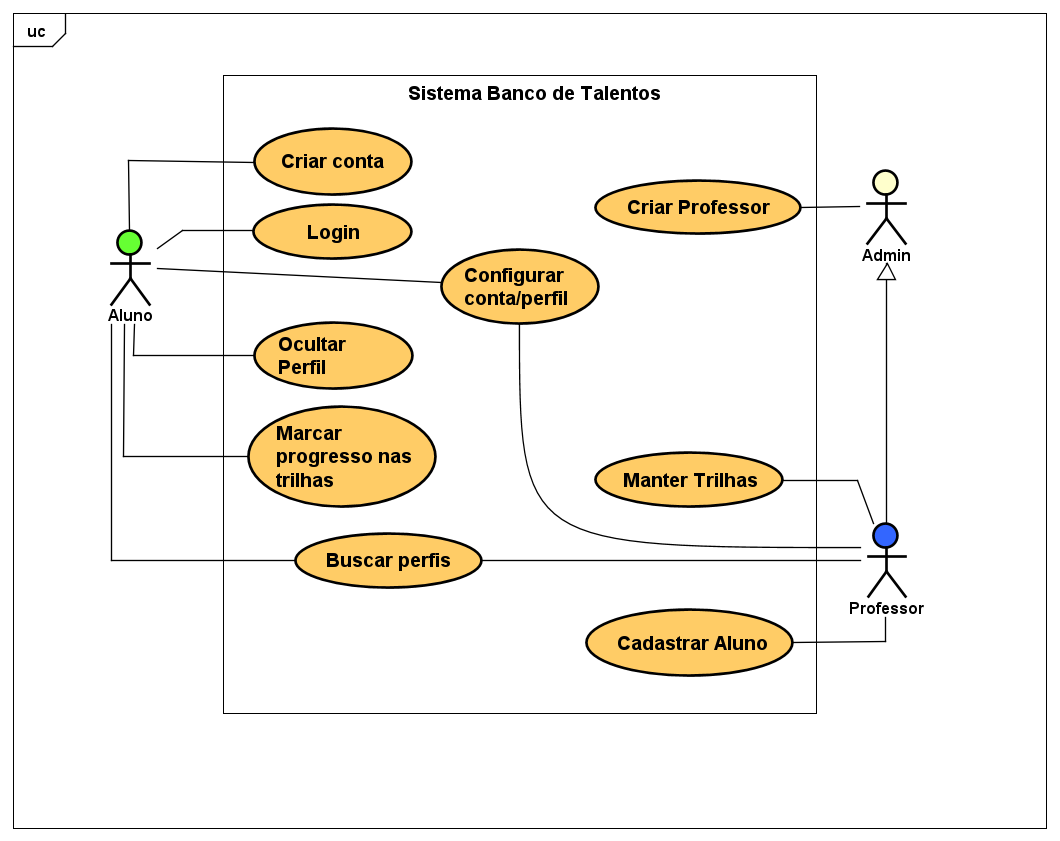 uc
Sistema Banco de Talentos
Criar conta
Criar Professor
Login
Admin
Configurar
conta/perfil
Aluno
Ocultar
Perfil
Marcar
progresso nas
trilhas
Manter Trilhas
Buscar perfis
Professor
Cadastrar Aluno